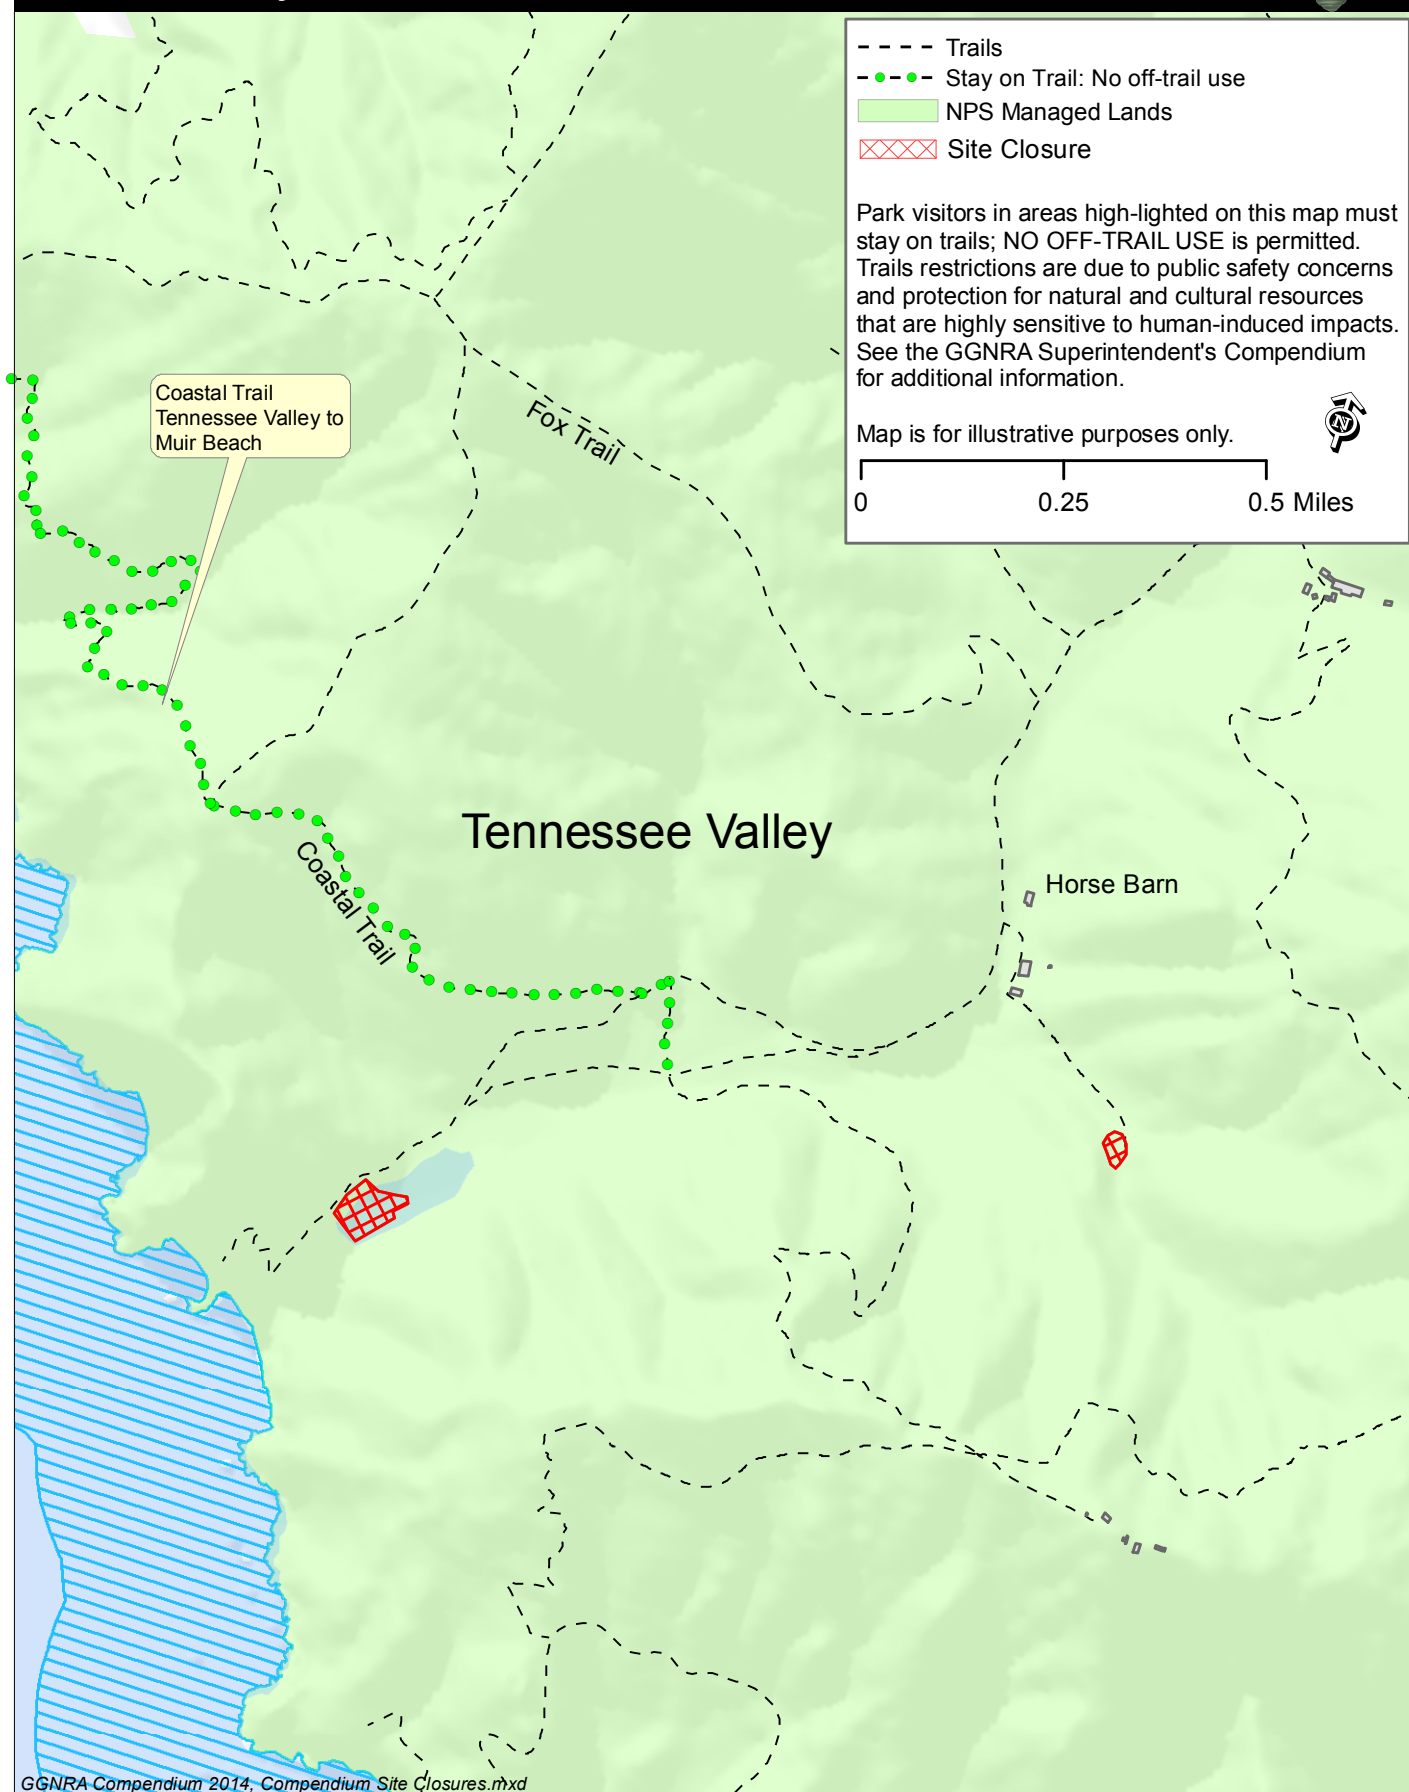 Trails
Stay on Trail: No off-trail use
NPS Managed Lands
Site Closure
Park visitors in areas high-lighted on this map must
stay on trails; NO OFF-TRAIL USE is permitted.
Trails restrictions are due to public safety concerns
and protection for natural and cultural resources
that are highly sensitive to human-induced impacts.
See the GGNRA Superintendent's Compendium
for additional information.
Map is for illustrative purposes only.
N
0 0.25 0.5 Miles
Coastal Trail
Tennessee Valley to
Muir Beach
Fox Trail
Tennessee Valley
Coastal Trail
Horse Barn
GGNRA Compendium 2014, Compendium Site Closures.mxd